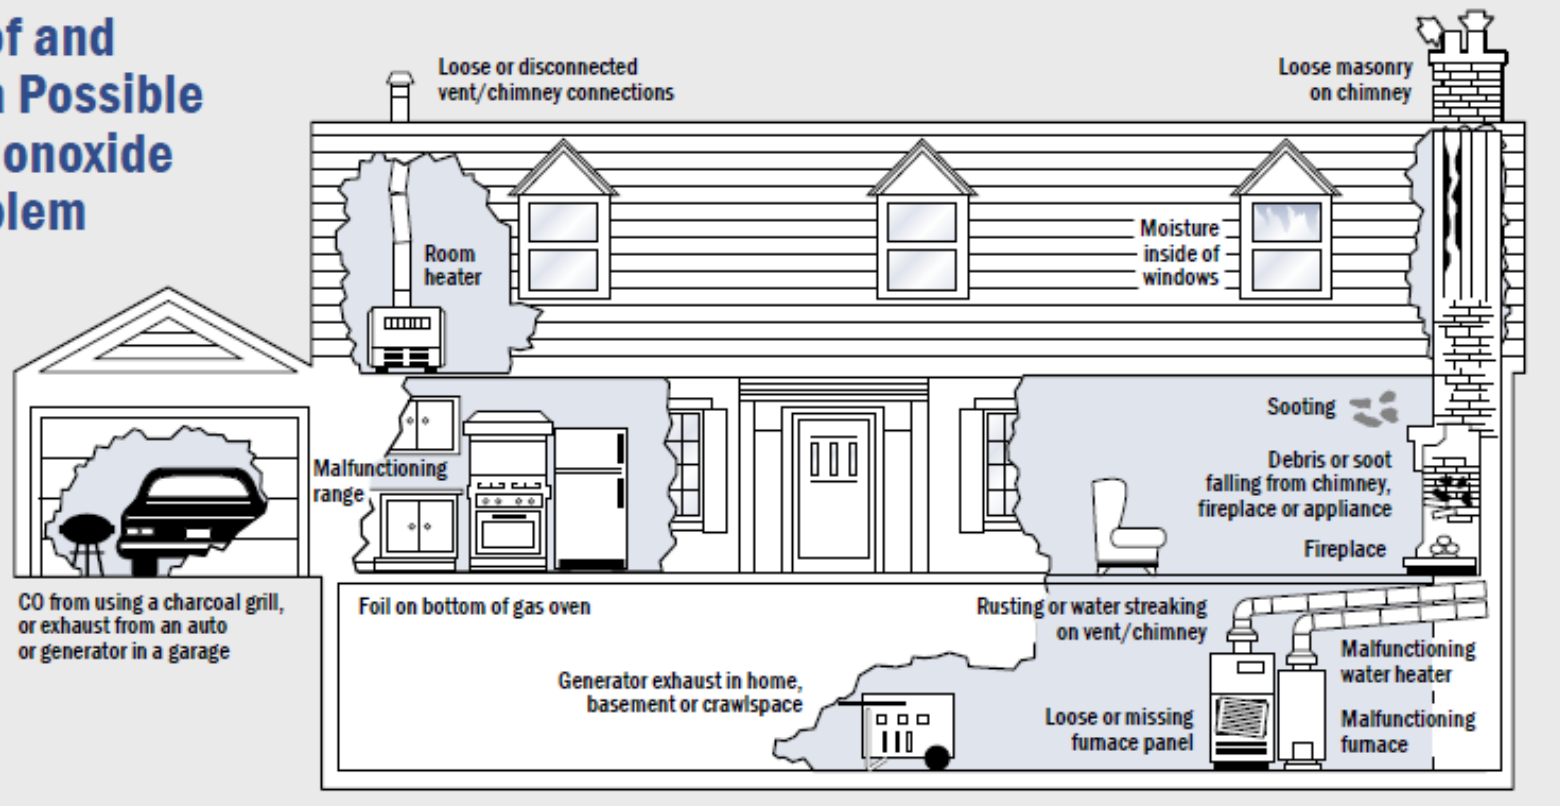 of and
Possible
onoxide
blem
Loose or disconnected
vent/chimney connections
Loose masonry
on chimney
Room
heater
Moisture
inside of
windows
Sooting
Malfunctioning
range
Debris or soot
falling from chimney,
fireplace or appliance
Fireplace
CO from using a charcoal grill,
or exhaust from an auto
or generator in a garage
Foil on bottom of gas oven
Rusting or water streaking
on vent/chimney
Malfunctioning
water heater
Generator exhaust in home,
basement or crawlspace
Loose or missing
furnace panel
Malfunctioning
furnace